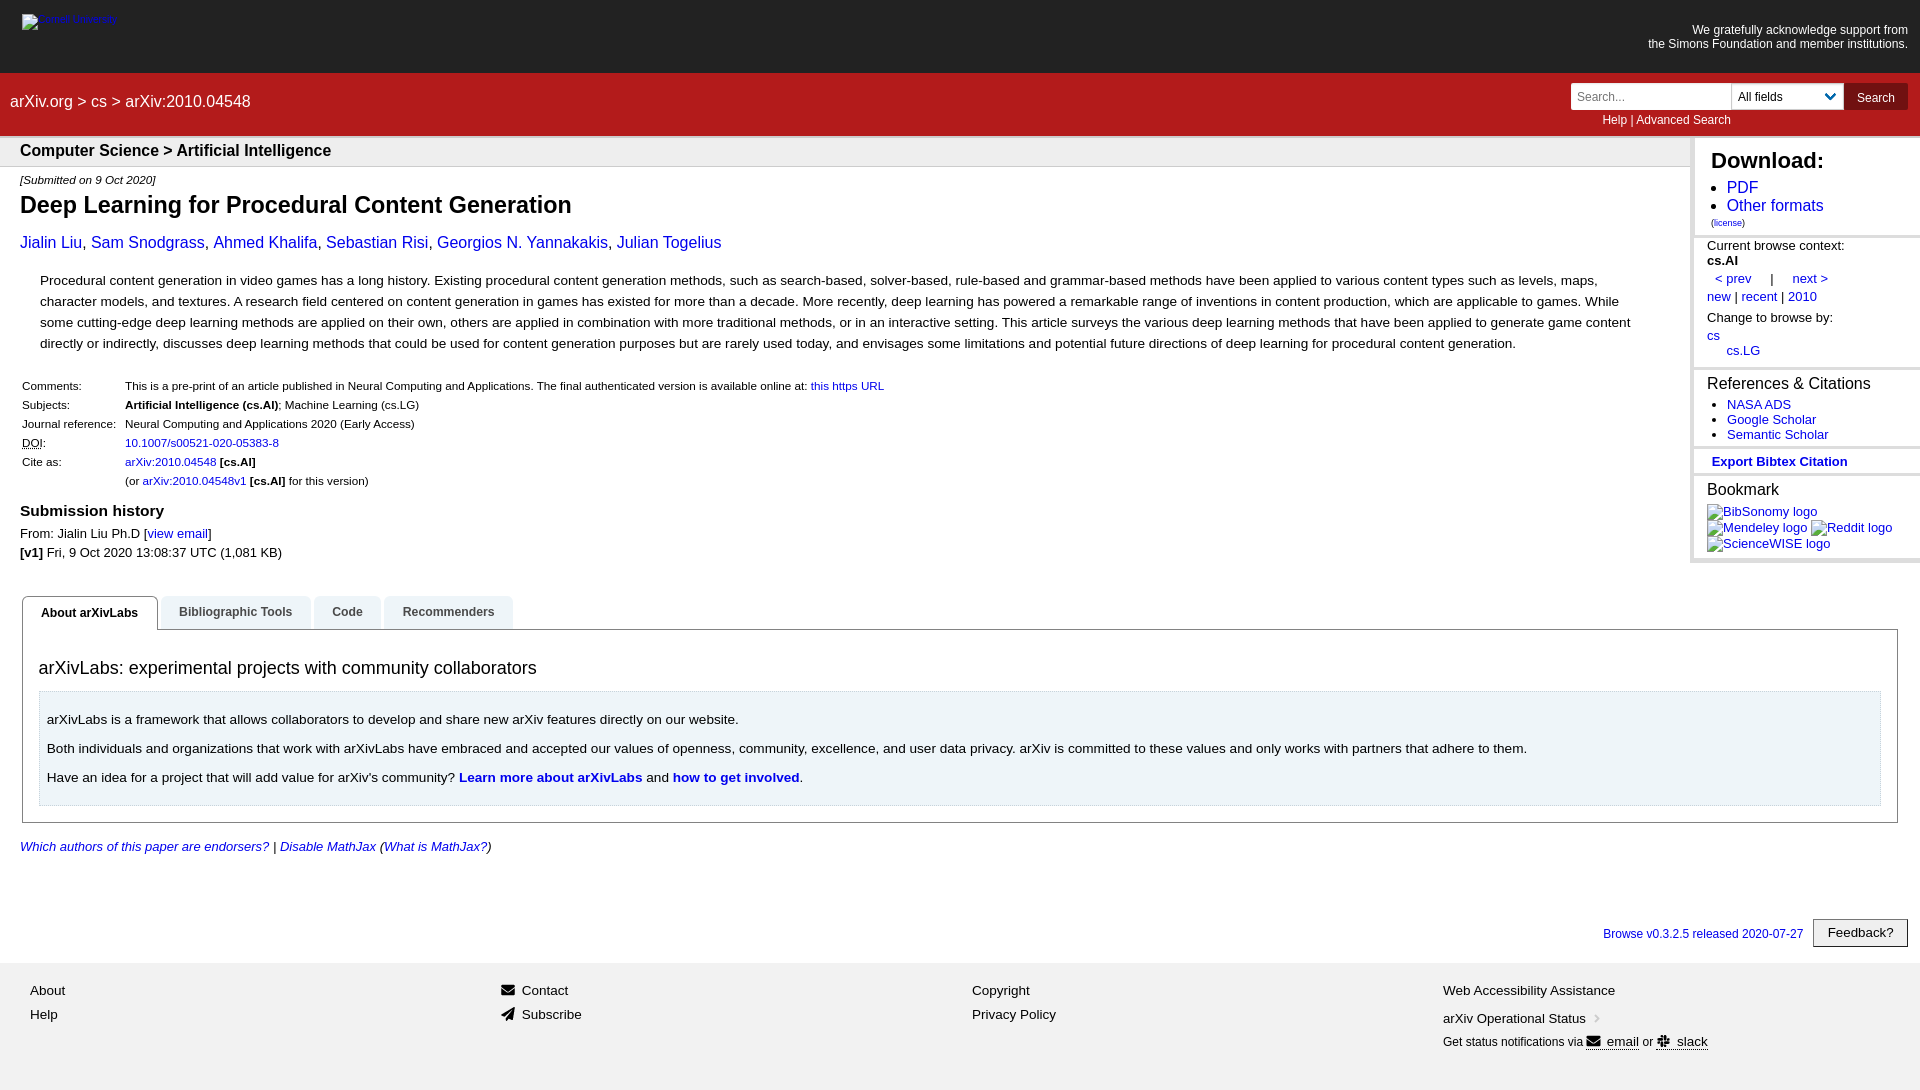 Cornell University
We gratefully acknowledge support from
the Simons Foundation and member institutions.
arXiv.org > cs > arXiv:2010.04548
Search...
All fields
Search
Help | Advanced Search
Computer Science > Artificial Intelligence
[Submitted on 9 Oct 2020]
Deep Learning for Procedural Content Generation
Jialin Liu, Sam Snodgrass, Ahmed Khalifa, Sebastian Risi, Georgios N. Yannakakis, Julian Togelius
Procedural content generation in video games has a long history. Existing procedural content generation methods, such as search-based, solver-based, rule-based and grammar-based methods have been applied to various content types such as levels, maps,
character models, and textures. A research field centered on content generation in games has existed for more than a decade. More recently, deep learning has powered a remarkable range of inventions in content production, which are applicable to games. While
some cutting-edge deep learning methods are applied on their own, others are applied in combination with more traditional methods, or in an interactive setting. This article surveys the various deep learning methods that have been applied to generate game content
directly or indirectly, discusses deep learning methods that could be used for content generation purposes but are rarely used today, and envisages some limitations and potential future directions of deep learning for procedural content generation.
Comments: This is a pre-print of an article published in Neural Computing and Applications. The final authenticated version is available online at: this https URL
Subjects: Artificial Intelligence (cs.AI); Machine Learning (cs.LG)
Journal reference: Neural Computing and Applications 2020 (Early Access)
DOI: 10.1007/s00521-020-05383-8
Cite as: arXiv:2010.04548 [cs.AI]
(or arXiv:2010.04548v1 [cs.AI] for this version)
Submission history
From: Jialin Liu Ph.D [view email]
[v1] Fri, 9 Oct 2020 13:08:37 UTC (1,081 KB)
Download:
PDF
Other formats
(license)
Current browse context:
cs.AI
< prev | next >
new | recent | 2010
Change to browse by:
cs
cs.LG
References & Citations
NASA ADS
Google Scholar
Semantic Scholar
Export Bibtex Citation
Bookmark
BibSonomy logo
Mendeley logo Reddit logo
ScienceWISE logo
About arXivLabs
Bibliographic Tools
Code
Recommenders
arXivLabs: experimental projects with community collaborators
arXivLabs is a framework that allows collaborators to develop and share new arXiv features directly on our website.
Both individuals and organizations that work with arXivLabs have embraced and accepted our values of openness, community, excellence, and user data privacy. arXiv is committed to these values and only works with partners that adhere to them.
Have an idea for a project that will add value for arXiv's community? Learn more about arXivLabs and how to get involved.
Which authors of this paper are endorsers? | Disable MathJax (What is MathJax?)
Browse v0.3.2.5 released 2020-07-27
Feedback?
About
Help
Contact
Subscribe
Copyright
Privacy Policy
Web Accessibility Assistance
arXiv Operational Status
Get status notifications via email or slack